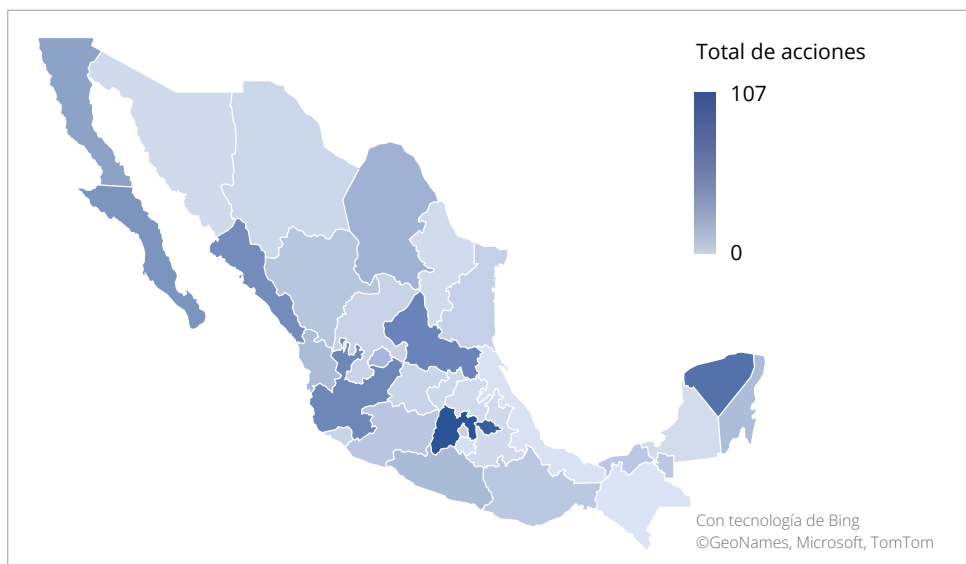 Total de acciones
107
0
Con tecnología de Bing
©GeoNames, Microsoft, TomTom